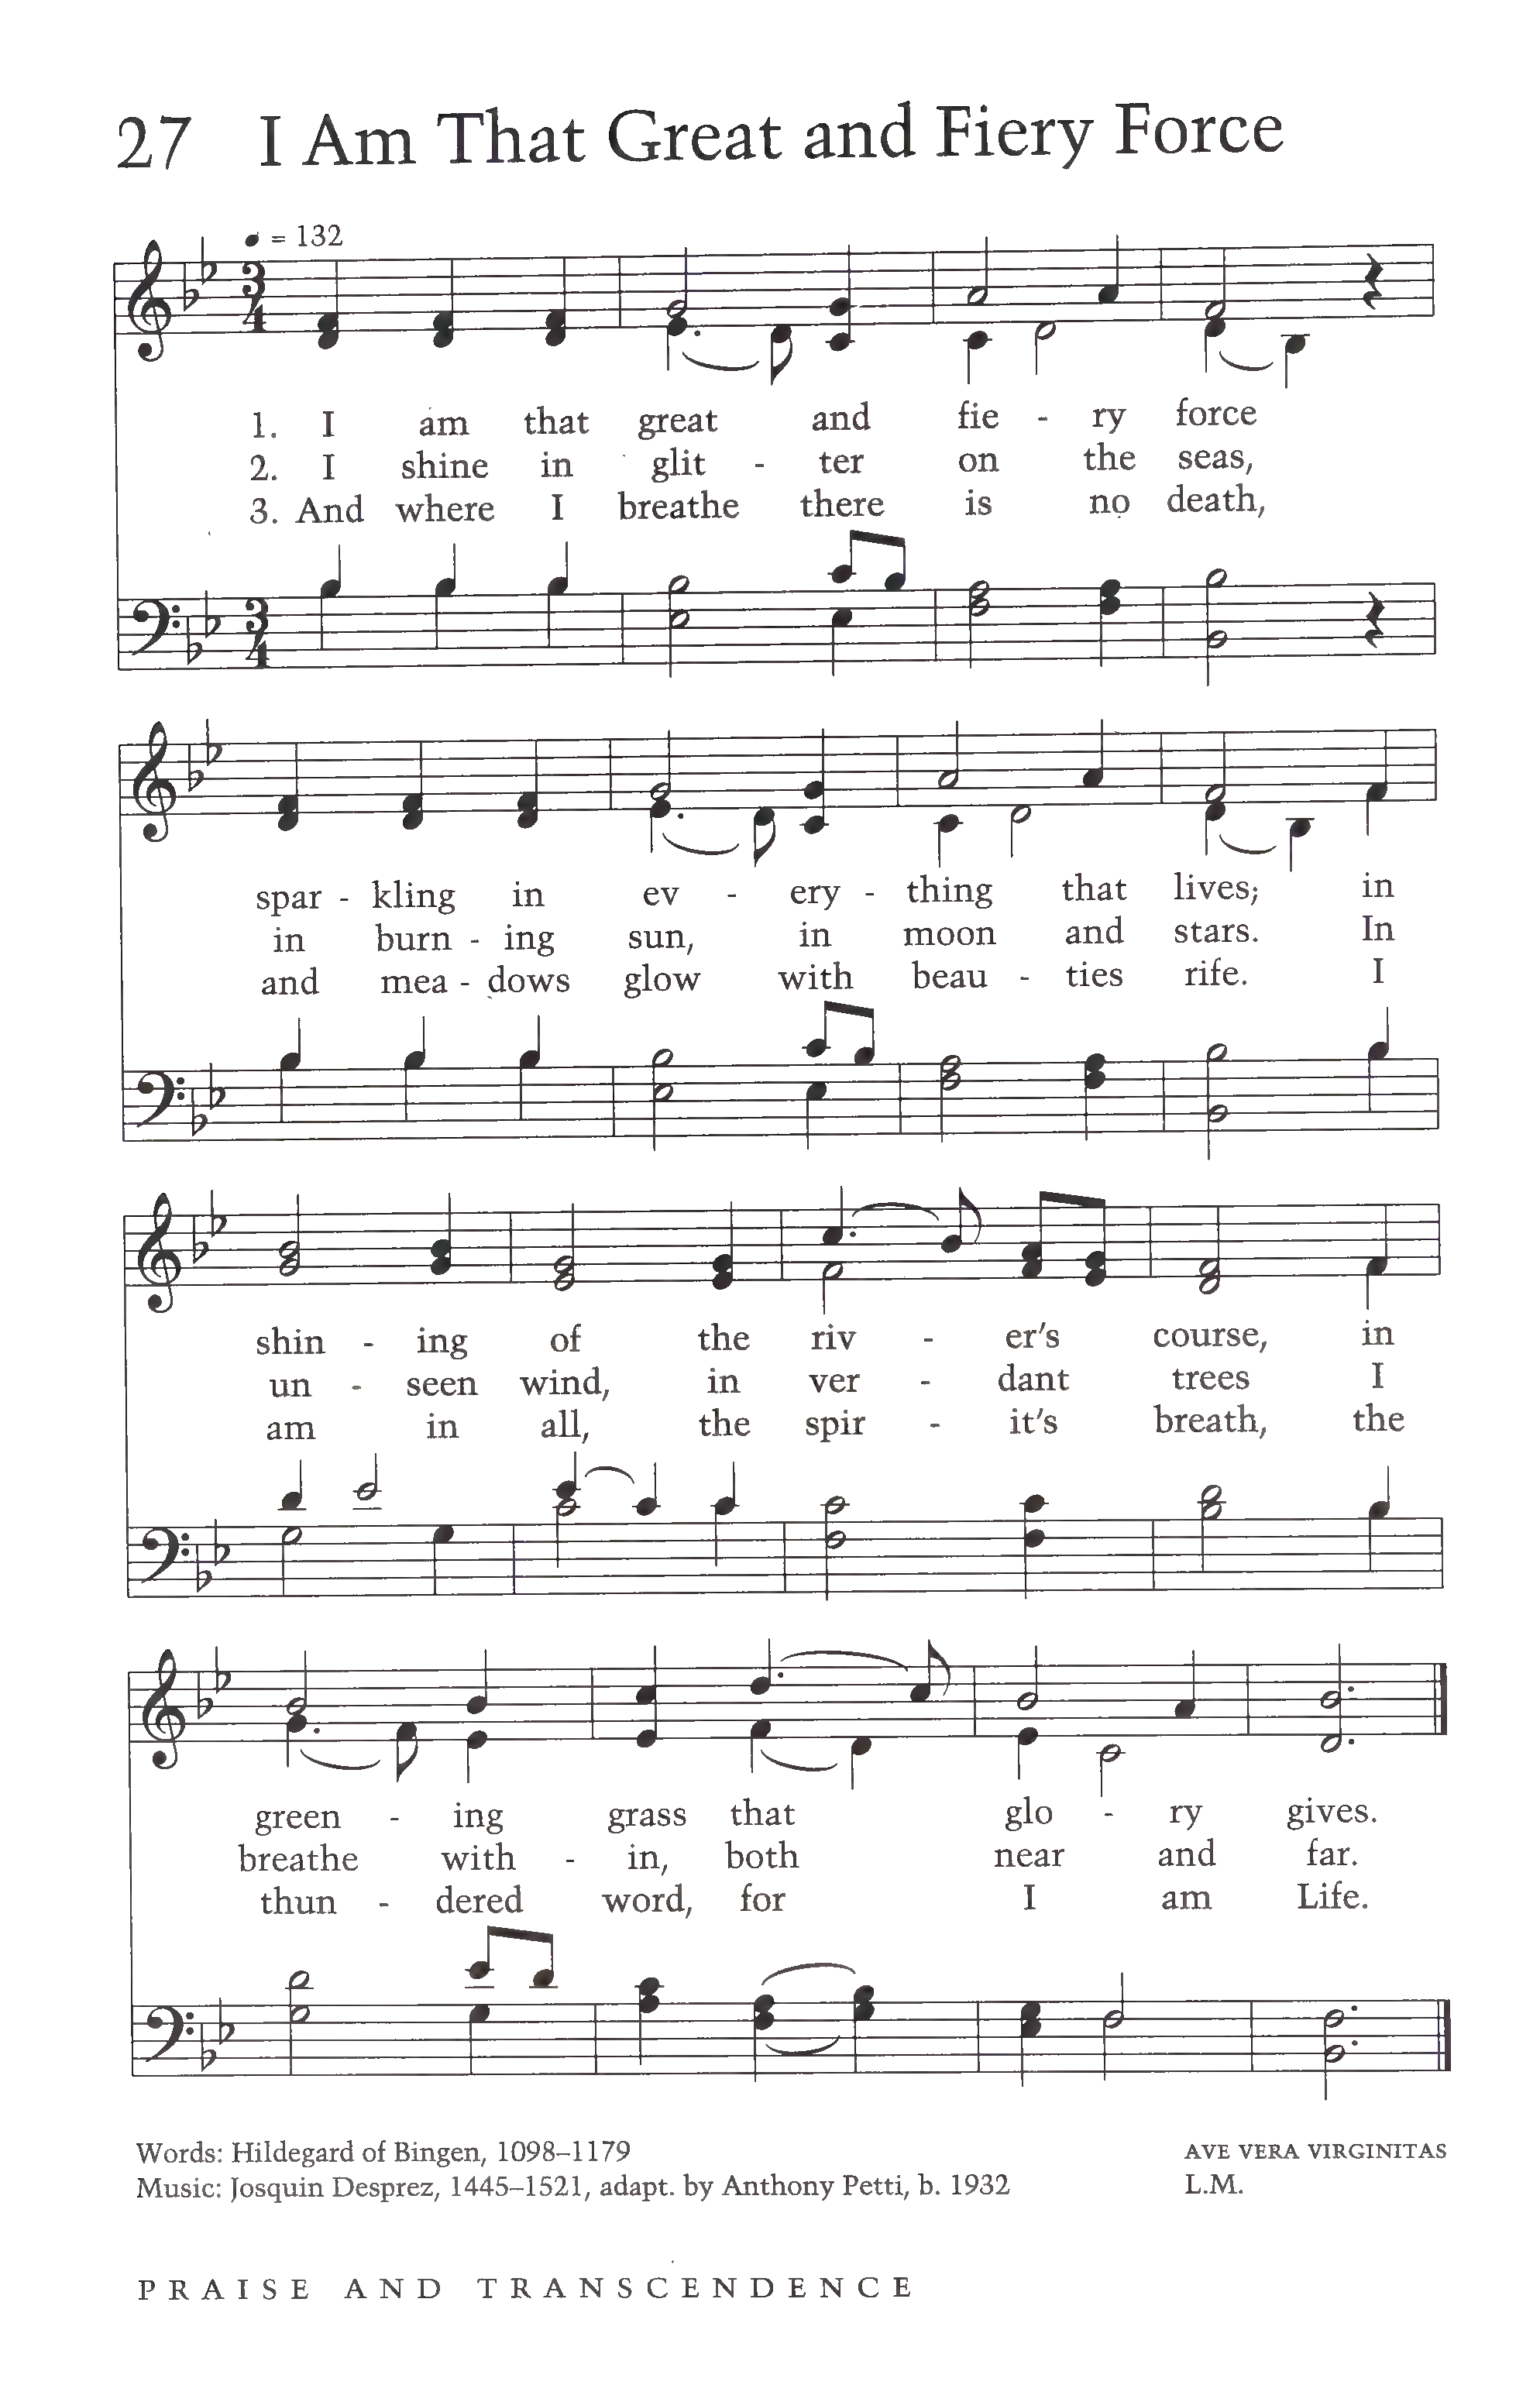 27 I Am That Great and Fiery Force
= 132
3 4
1. I am that great and fie - ry force
2. I shine in glit - ter on the seas,
3. And where I breathe there is no death,
3 4
spar - kling in ev - ery - thing that lives; in
in burn - ing sun, in moon and stars. In
and mea - dows glow with beau - ties rife. I
shin - ing of the riv - er's course, in
un - seen wind, in ver - dant trees I
am in all, the spir - it's breath, the
green - ing grass that glo - ry gives.
breathe with - in, both near and far.
thun - dered word, for I am Life.
Words: Hildegard of Bingen, 1098–1179
Music: Josquin Desprez, 1445–1521, adapt. by Anthony Petti, b. 1932
AVE VERA VIRGINITAS
L.M.
PRAISE AND TRANSCENDENCE